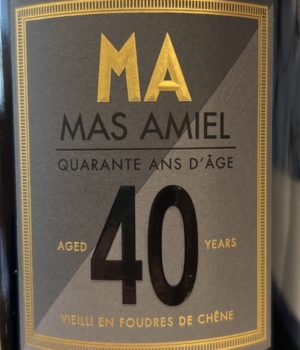 MA
MAS AMIEL
QUARANTE ANS D'ÂGE
AGED 40 YEARS
VIEILLI EN FOUDRES DE CHÊNE